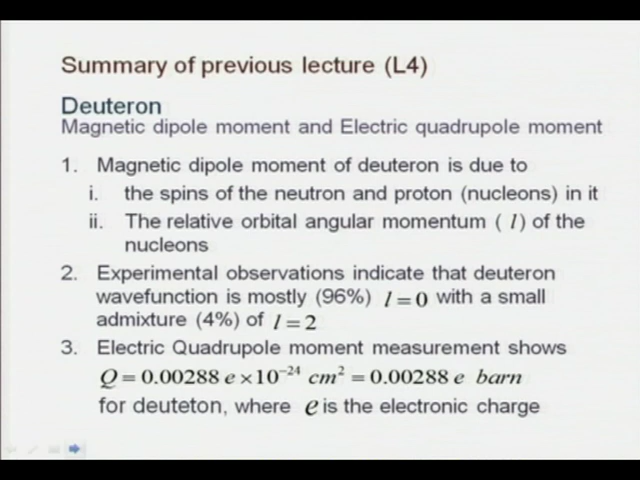 Summary of previous lecture (L4)
Deuteron
Magnetic dipole moment and Electric quadrupole moment
1. Magnetic dipole moment of deuteron is due to
i. the spins of the neutron and proton (nucleons) in it
ii. The relative orbital angular momentum ( l) of the
nucleons
2. Experimental observations indicate that deuteron
wavefunction is mostly (96%) l = 0 with a small
admixture (4%) of l = 2
3. Electric Quadrupole moment measurement shows
Q = 0.00288 e × 10⁻²⁴ cm² = 0.00288 e barn
for deuteton, where e is the electronic charge